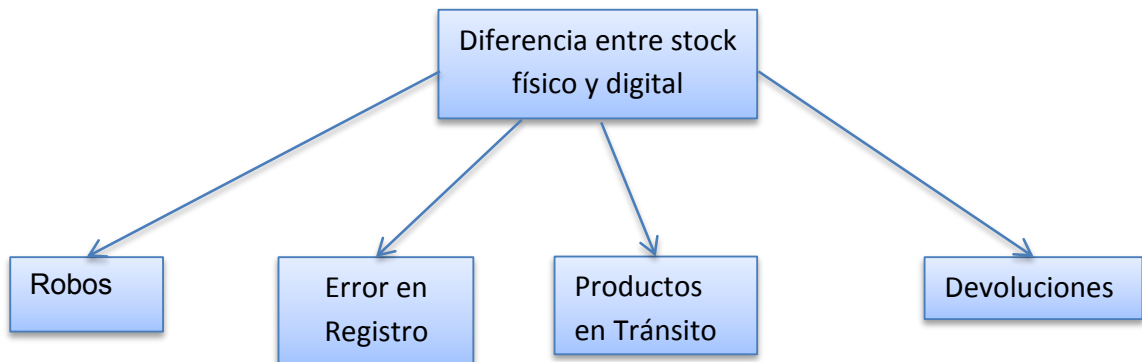 Diferencia entre stock
físico y digital
Robos
Error en
Registro
Productos
en Tránsito
Devoluciones